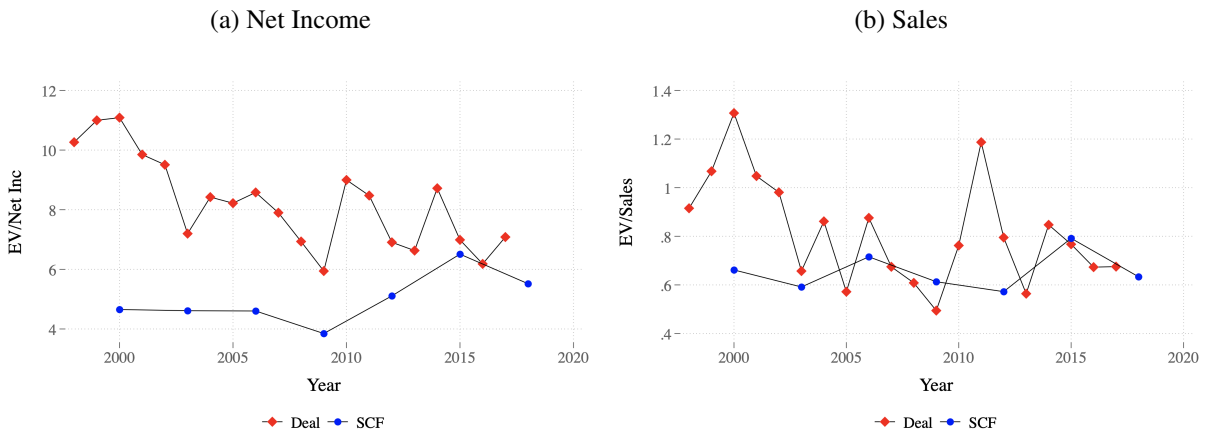 (a) Net Income
(b) Sales
EV/Net Inc
12
10
8
6
4
2000 2005 2010 2015 2020
Year
Deal SCF
EV/Sales
1.4
1.2
1
.8
.6
.4
2000 2005 2010 2015 2020
Year
Deal SCF